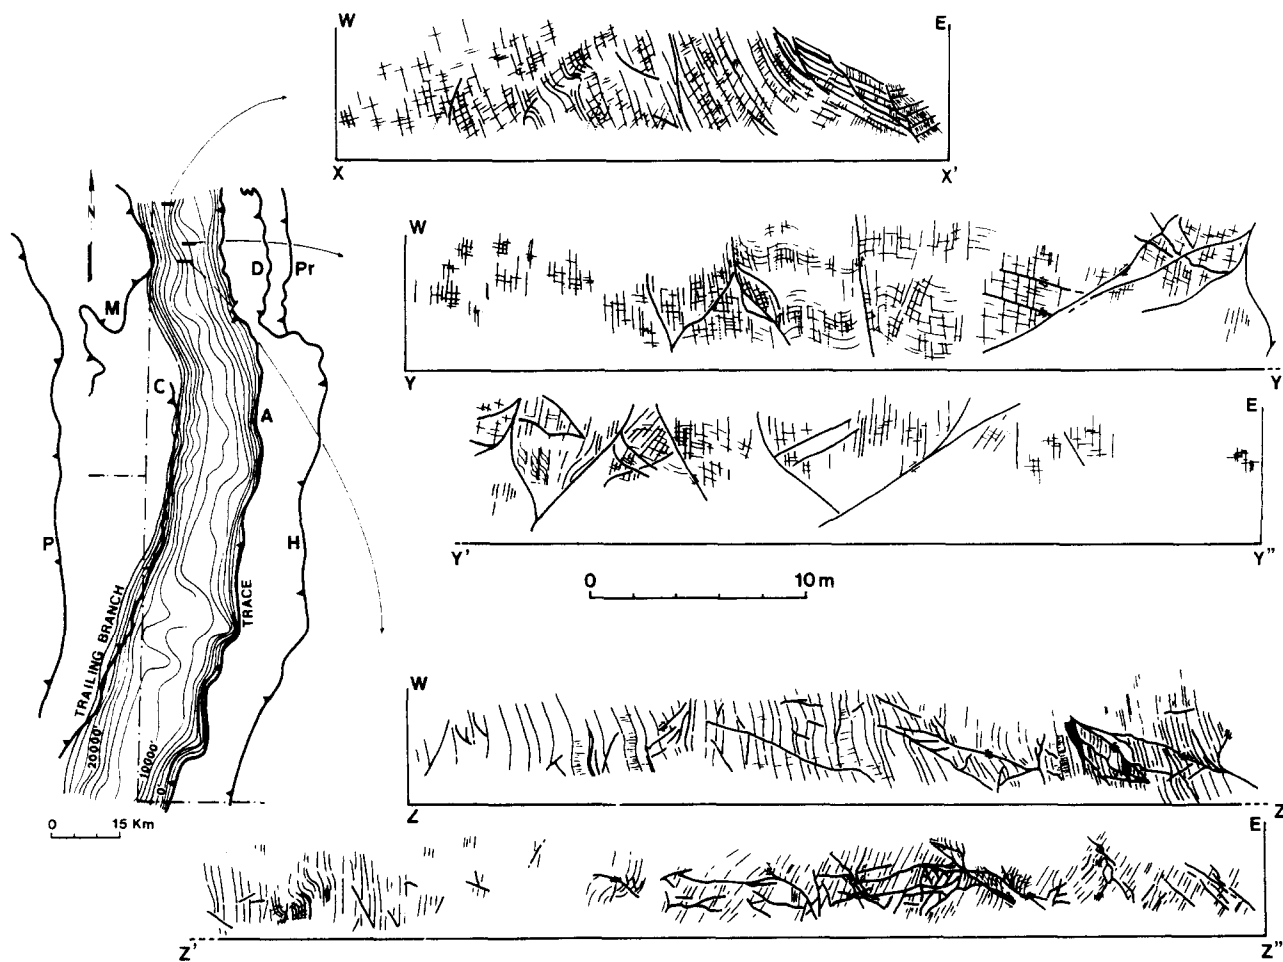 W E
X X'
N
M
D Pr
C
A
P
H
TRAILING BRANCH
TRACE
20000'
10000'
0'
0 15 Km
W
Y Y
E
Y' Y"
0 10 m
W
Z Z
E
Z' Z"